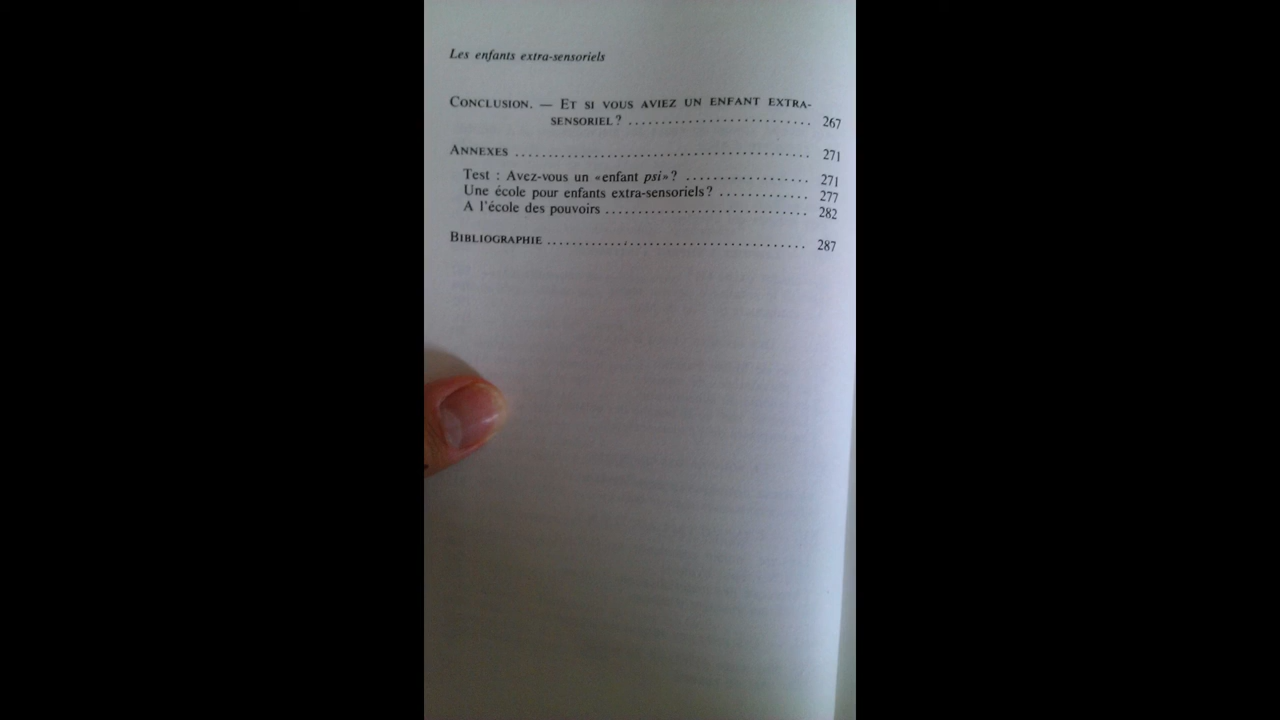 Les enfants extra-sensoriels
CONCLUSION. — ET SI VOUS AVIEZ UN ENFANT EXTRA-
SENSORIEL ? ............................ 267
ANNEXES ............................................. 271
Test : Avez-vous un «enfant psi» ? ................... 271
Une école pour enfants extra-sensoriels ? .............. 277
A l'école des pouvoirs ............................... 282
BIBLIOGRAPHIE ........................................ 287